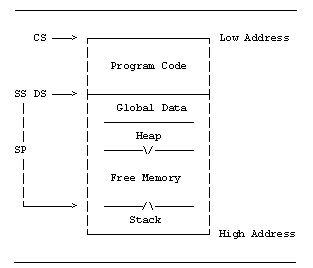 CS Low Address
Program Code
SS DS
Global Data
Heap
SP
Free Memory
Stack
High Address